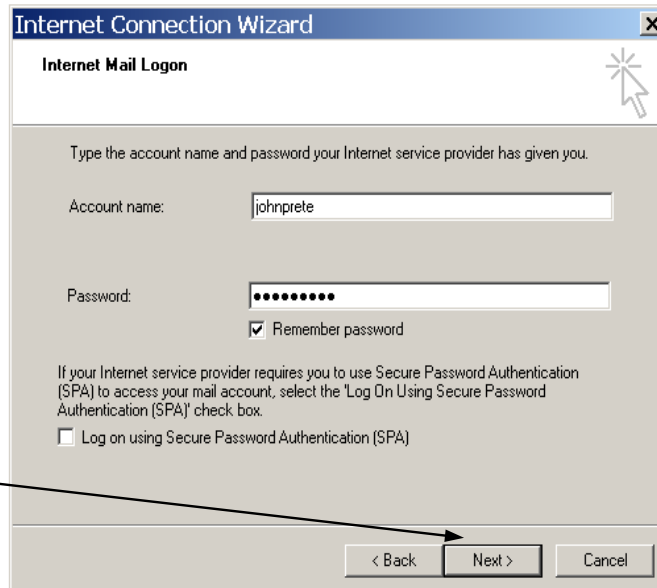 Internet Connection Wizard
Internet Mail Logon
Type the account name and password your Internet service provider has given you.
Account name: johnprete
Password: •••••••••
Remember password
If your Internet service provider requires you to use Secure Password Authentication
(SPA) to access your mail account, select the 'Log On Using Secure Password
Authentication (SPA)' check box.
Log on using Secure Password Authentication (SPA)
< Back Next > Cancel